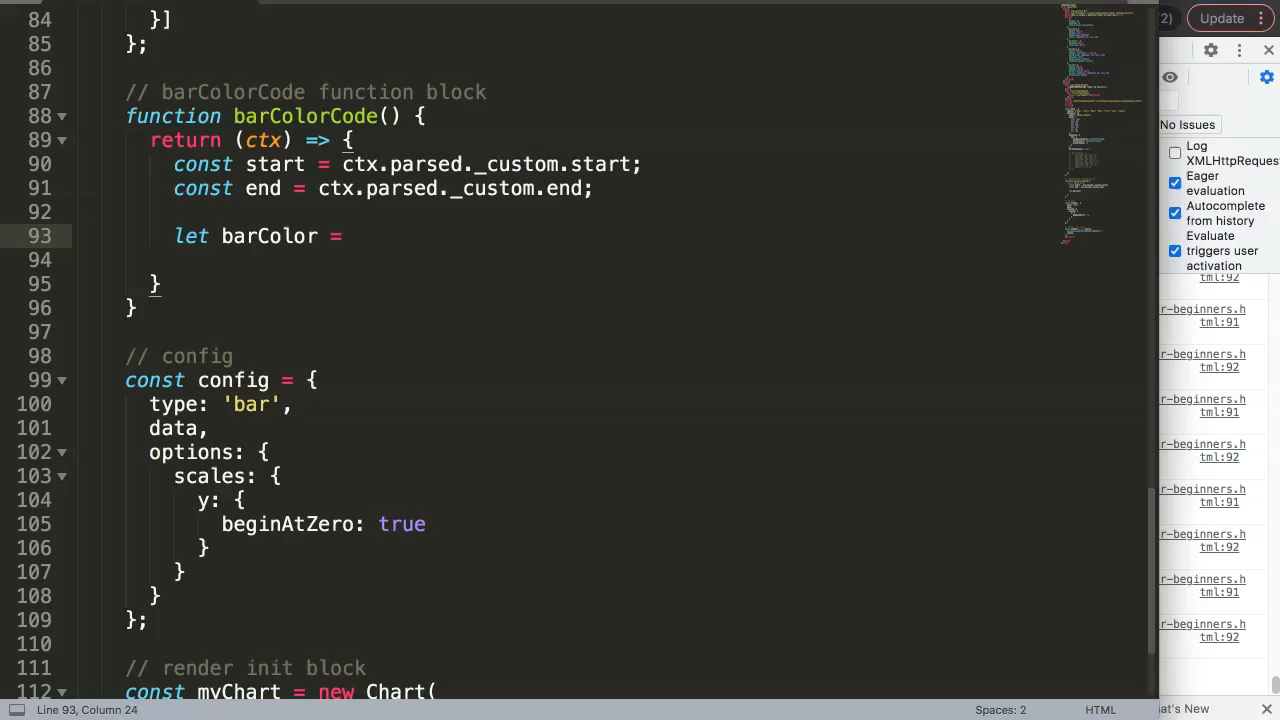 84 }]
85 };
86
87 // barColorCode function block
88 function barColorCode() {
89 return (ctx) => {
90 const start = ctx.parsed._custom.start;
91 const end = ctx.parsed._custom.end;
92
93 let barColor =
94
95 }
96 }
97
98 // config
99 const config = {
100 type: 'bar',
101 data,
102 options: {
103 scales: {
104 y: {
105 beginAtZero: true
106 }
107 }
108 }
109 };
110
111 // render init block
112 const myChart = new Chart(
Line 93, Column 24
Spaces: 2
HTML
2)
Update
No Issues
Log
XMLHttpRequest
Eager
evaluation
Autocomplete
from history
Evaluate
triggers user
activation
tml:92
r-beginners.h
tml:91
r-beginners.h
tml:92
r-beginners.h
tml:91
r-beginners.h
tml:92
r-beginners.h
tml:91
r-beginners.h
tml:92
r-beginners.h
tml:91
r-beginners.h
tml:92
at's New